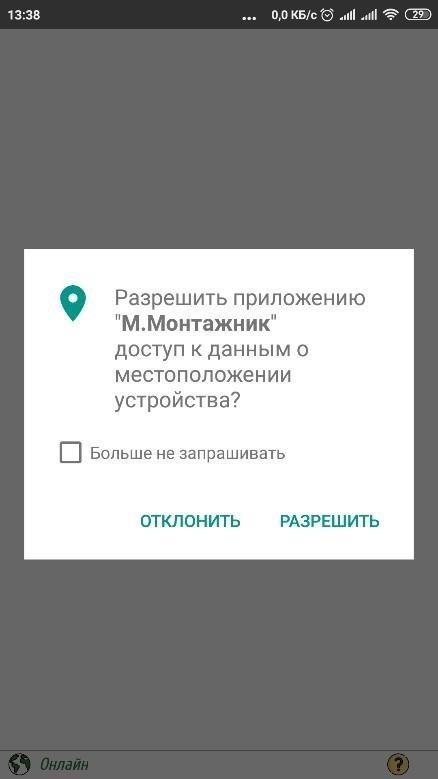 13:38 ... 0,0 КБ/с 29
Разрешить приложению
"М.Монтажник"
доступ к данным о
местоположении
устройства?
Больше не запрашивать
ОТКЛОНИТЬ РАЗРЕШИТЬ
Онлайн ?